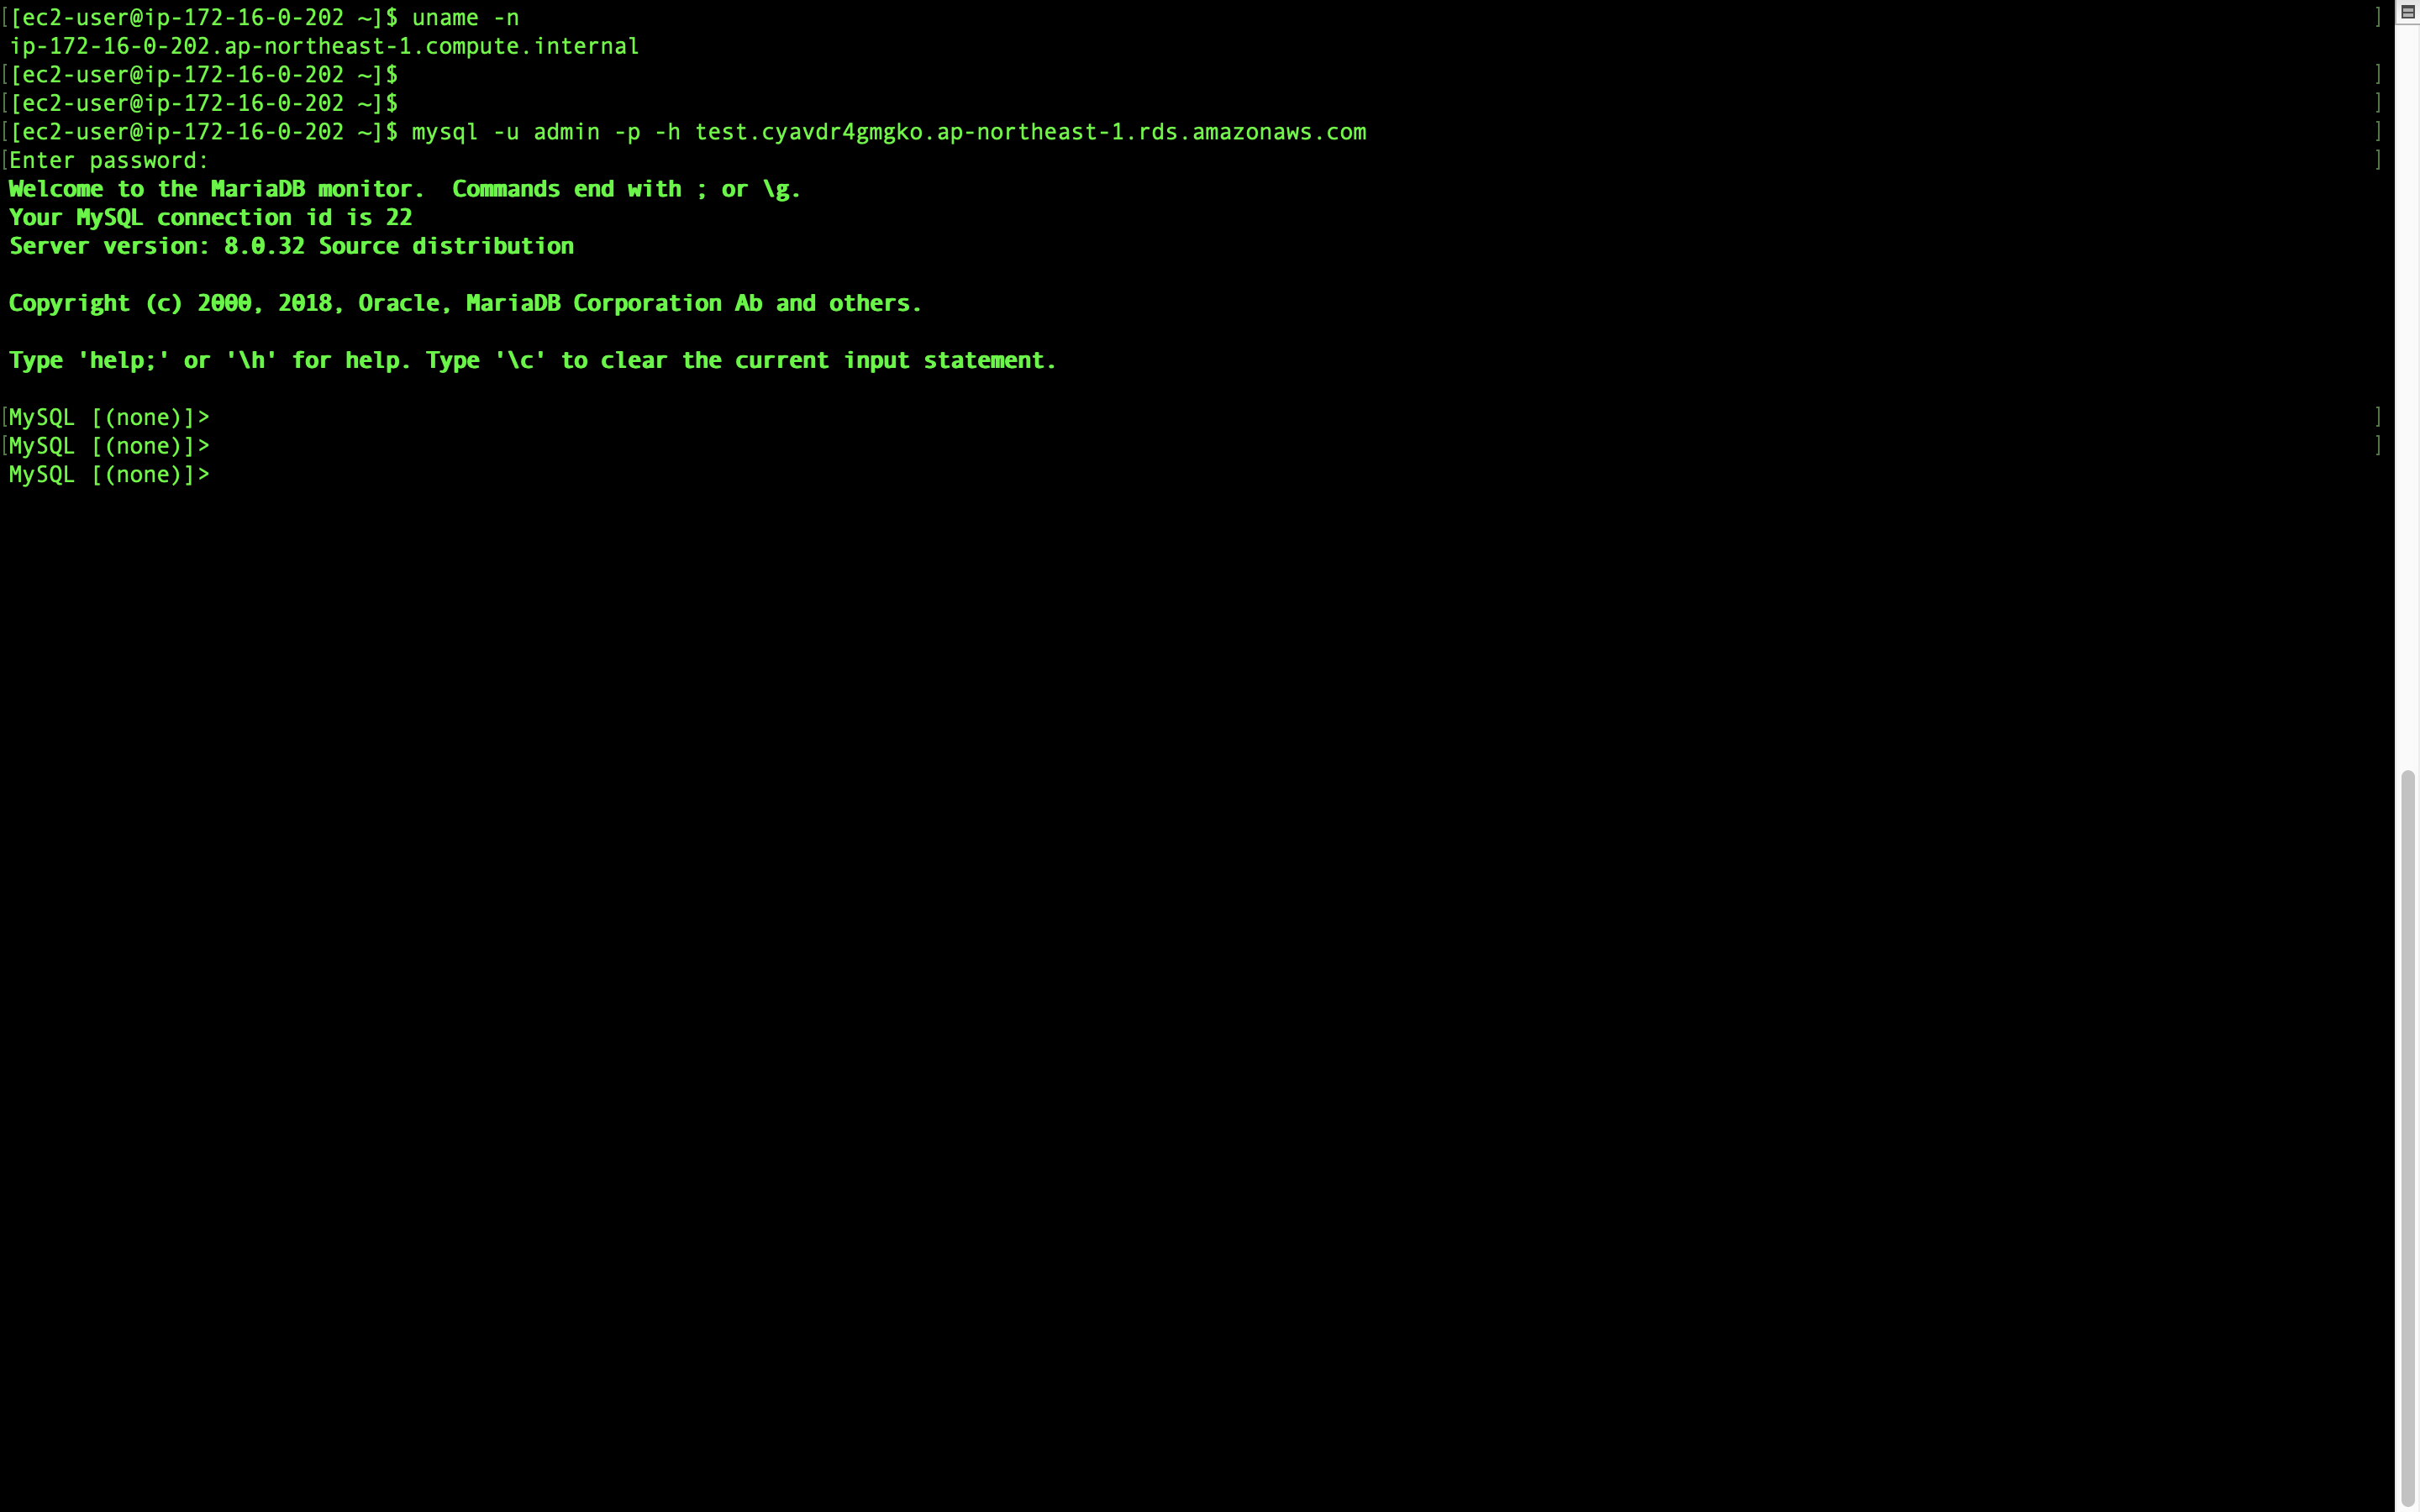 [[ec2-user@ip-172-16-0-202 ~]$ uname -n ]
ip-172-16-0-202.ap-northeast-1.compute.internal
[[ec2-user@ip-172-16-0-202 ~]$ ]
[[ec2-user@ip-172-16-0-202 ~]$ ]
[[ec2-user@ip-172-16-0-202 ~]$ mysql -u admin -p -h test.cyavdr4gmgko.ap-northeast-1.rds.amazonaws.com ]
[Enter password: ]
Welcome to the MariaDB monitor.  Commands end with ; or \g.
Your MySQL connection id is 22
Server version: 8.0.32 Source distribution
Copyright (c) 2000, 2018, Oracle, MariaDB Corporation Ab and others.
Type 'help;' or '\h' for help. Type '\c' to clear the current input statement.
[MySQL [(none)]> ]
[MySQL [(none)]> ]
MySQL [(none)]>